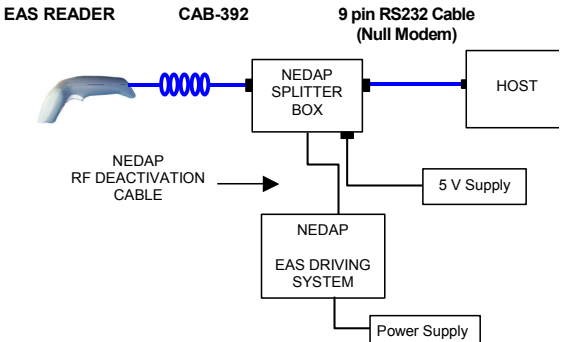 EAS READER
CAB-392
9 pin RS232 Cable
(Null Modem)
NEDAP
SPLITTER
BOX
HOST
NEDAP
RF DEACTIVATION
CABLE
5 V Supply
NEDAP
EAS DRIVING
SYSTEM
Power Supply